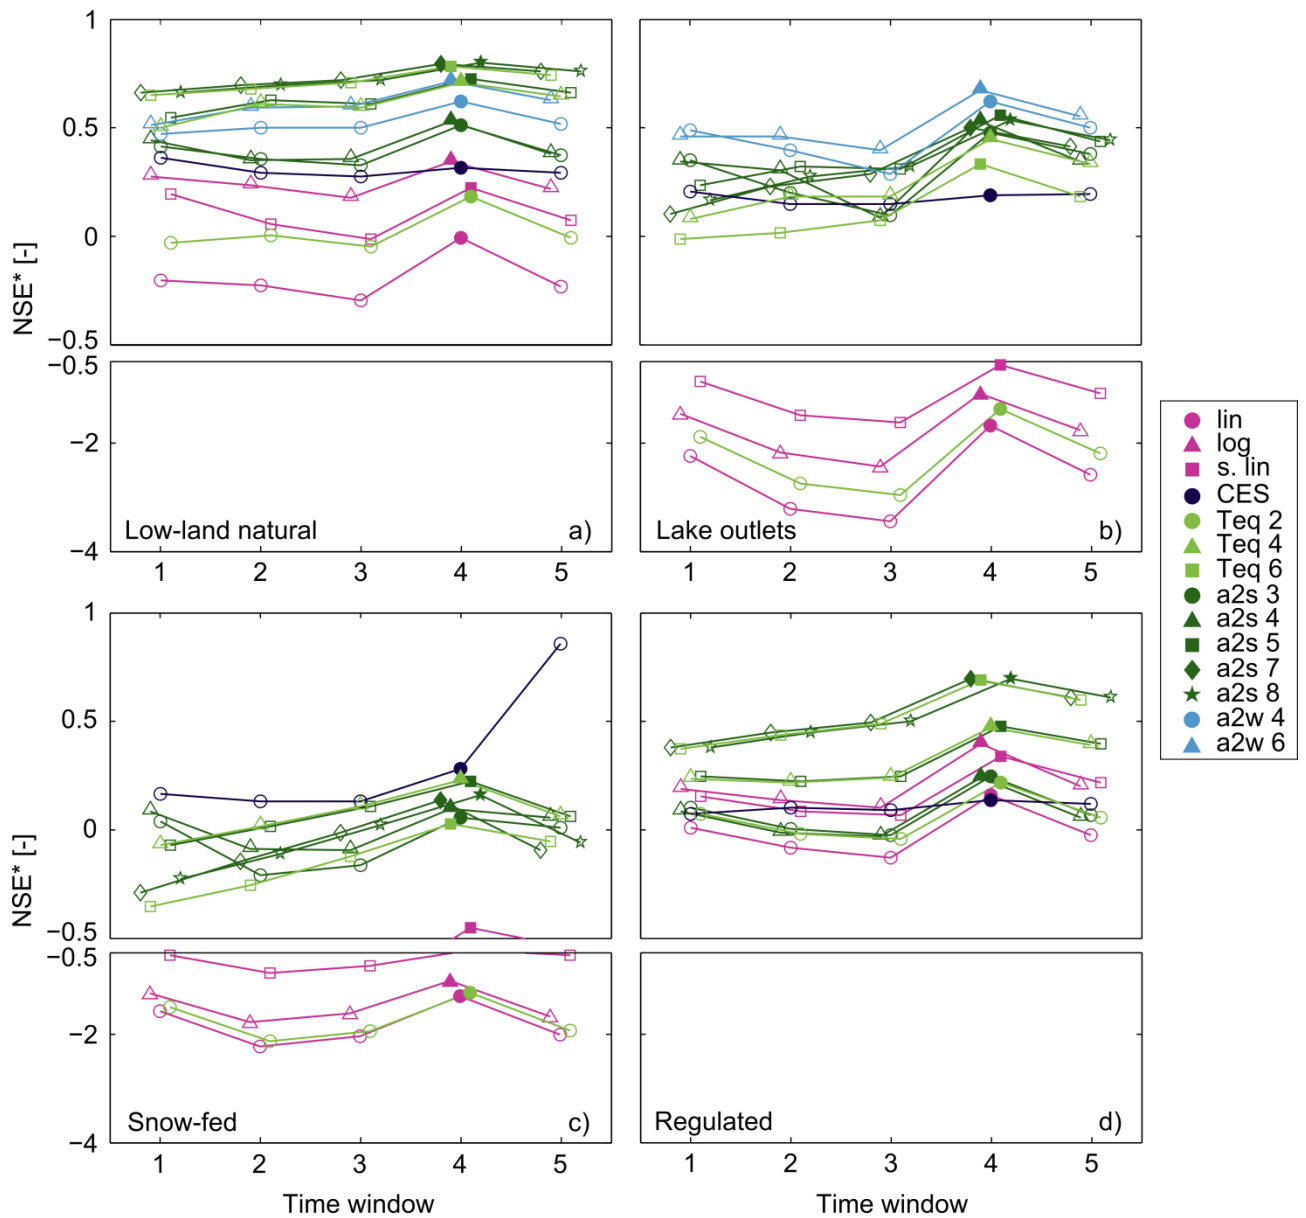 1
0.5
0
−0.5
NSE* [-]
−0.5
−2
−4
Low-land natural
a)
1 2 3 4 5
Lake outlets
b)
1 2 3 4 5
lin
log
s. lin
CES
Teq 2
Teq 4
Teq 6
a2s 3
a2s 4
a2s 5
a2s 7
a2s 8
a2w 4
a2w 6
1
0.5
0
−0.5
NSE* [-]
−0.5
−2
−4
Snow-fed
c)
1 2 3 4 5
Time window
Regulated
d)
1 2 3 4 5
Time window